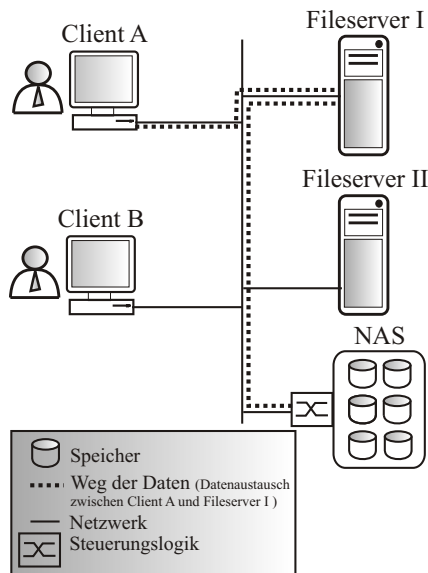 Client A
Fileserver I
Client B
Fileserver II
NAS
Speicher
Weg der Daten (Datenaustausch
zwischen Client A und Fileserver I )
Netzwerk
Steuerungslogik